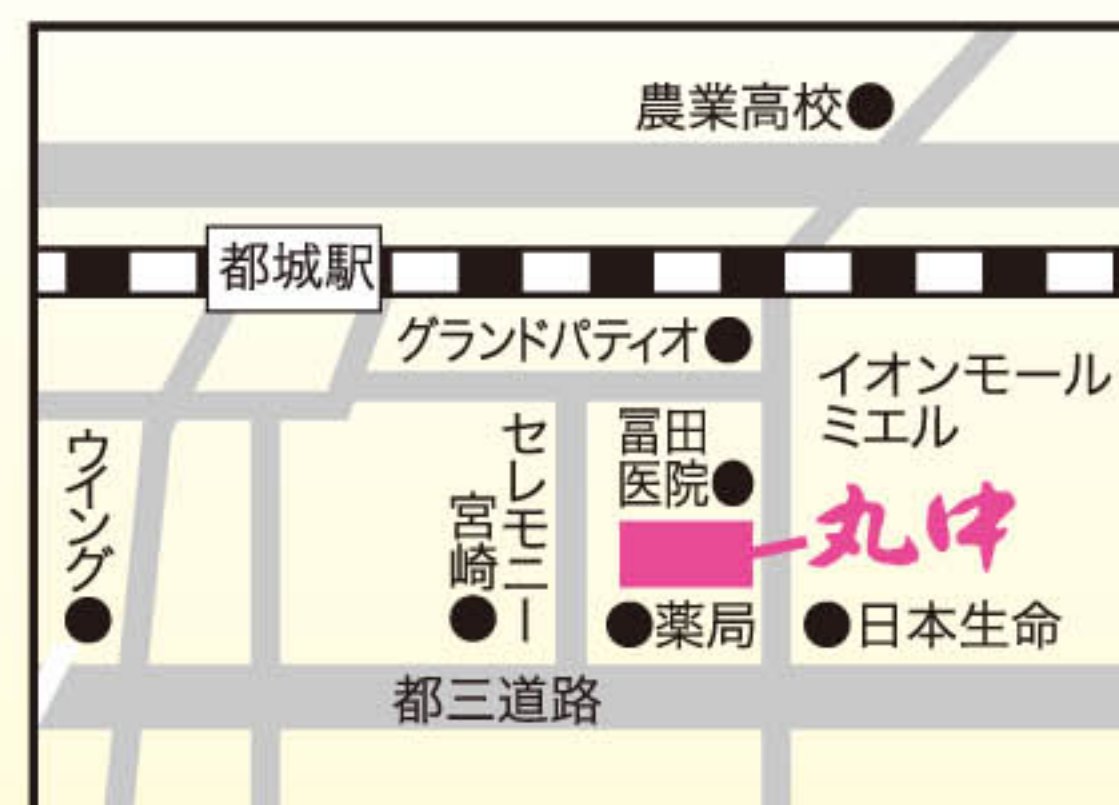 農業高校
都城駅
グランドパティオ
イオンモール
ミエル
冨田
医院
丸中
ウイング
セレモニー
宮崎
薬局
日本生命
都三道路